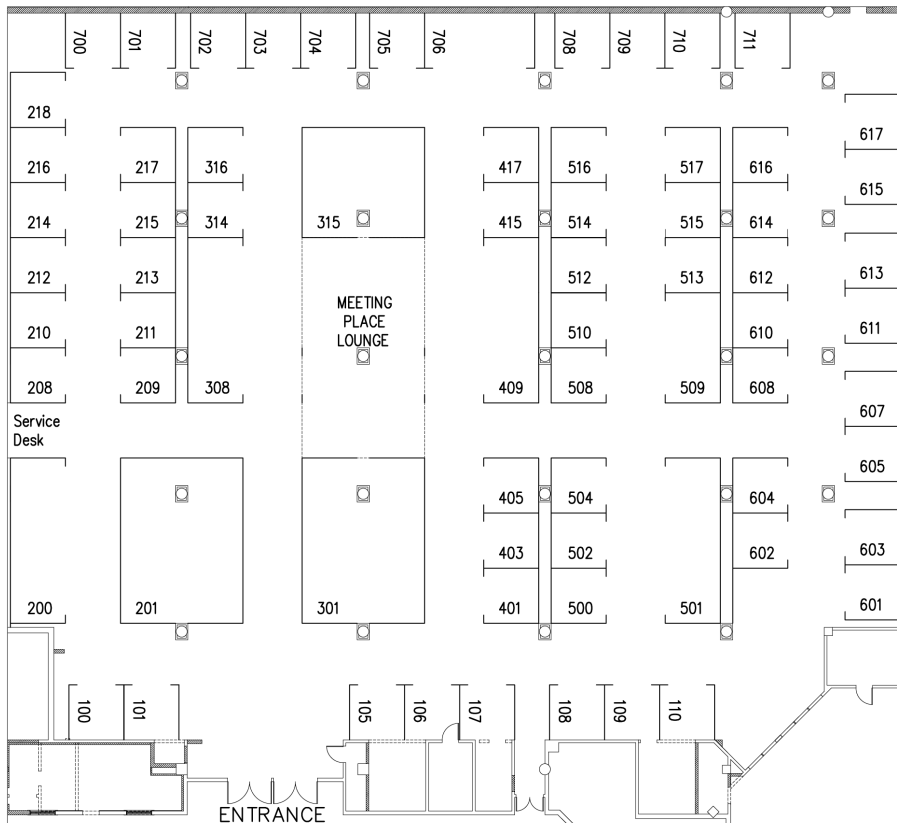 700 701 702 703 704 705 706 708 709 710 711
218
617
216 217 316 417 516 517 616
615
214 215 314 315 415 514 515 614
212 213 512 513 612 613
MEETING
PLACE
LOUNGE
210 211 510 610 611
208 209 308 409 508 509 608
607
Service
Desk
605
405 504 604
403 502 602 603
200 201 301 401 500 501 601
100 101 105 106 107 108 109 110
ENTRANCE